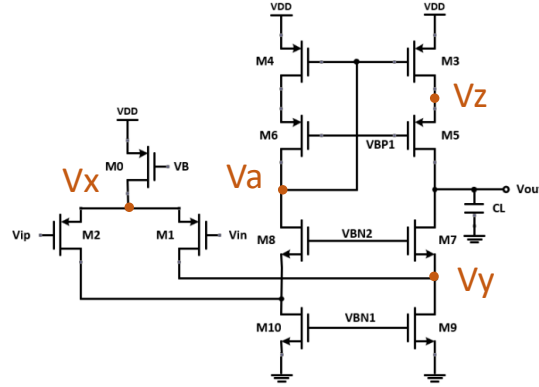 VDD VDD
M4 M3
Vz
VDD
M6 VBP1 M5
M0 VB
Vx Va
Vou
CL
Vip M2 M1 Vin M8 VBN2 M7
Vy
M10 VBN1 M9